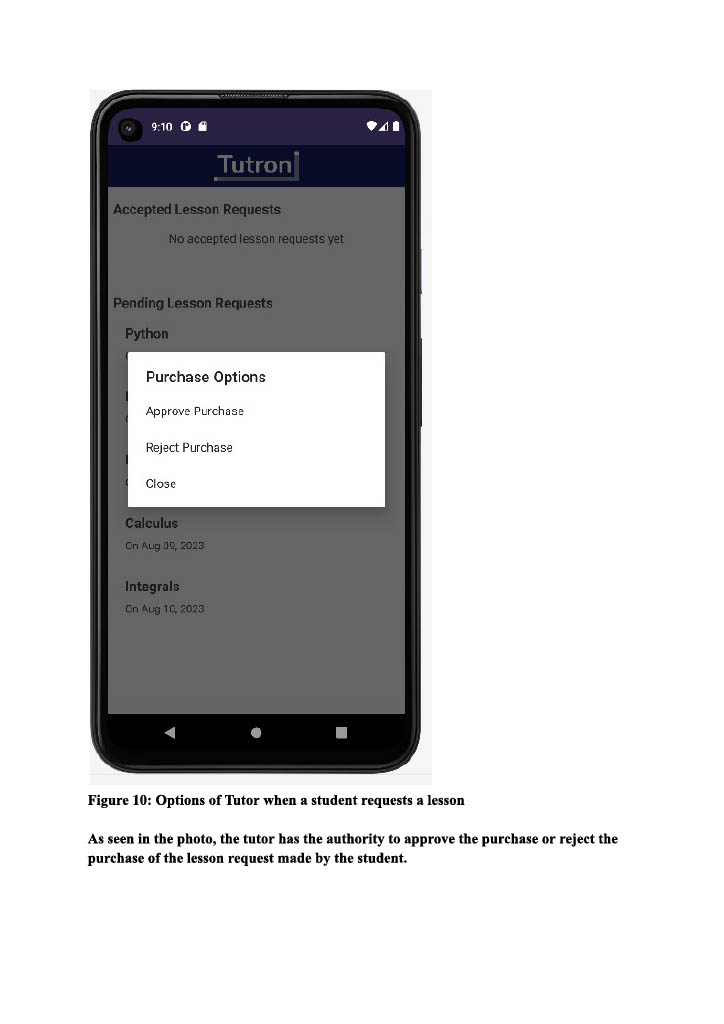 9:10
Tutron
Accepted Lesson Requests
No accepted lesson requests yet
Pending Lesson Requests
Python
Purchase Options
Approve Purchase
Reject Purchase
Close
Calculus
On Aug 09, 2023
Integrals
On Aug 10, 2023
Figure 10: Options of Tutor when a student requests a lesson
As seen in the photo, the tutor has the authority to approve the purchase or reject the
purchase of the lesson request made by the student.